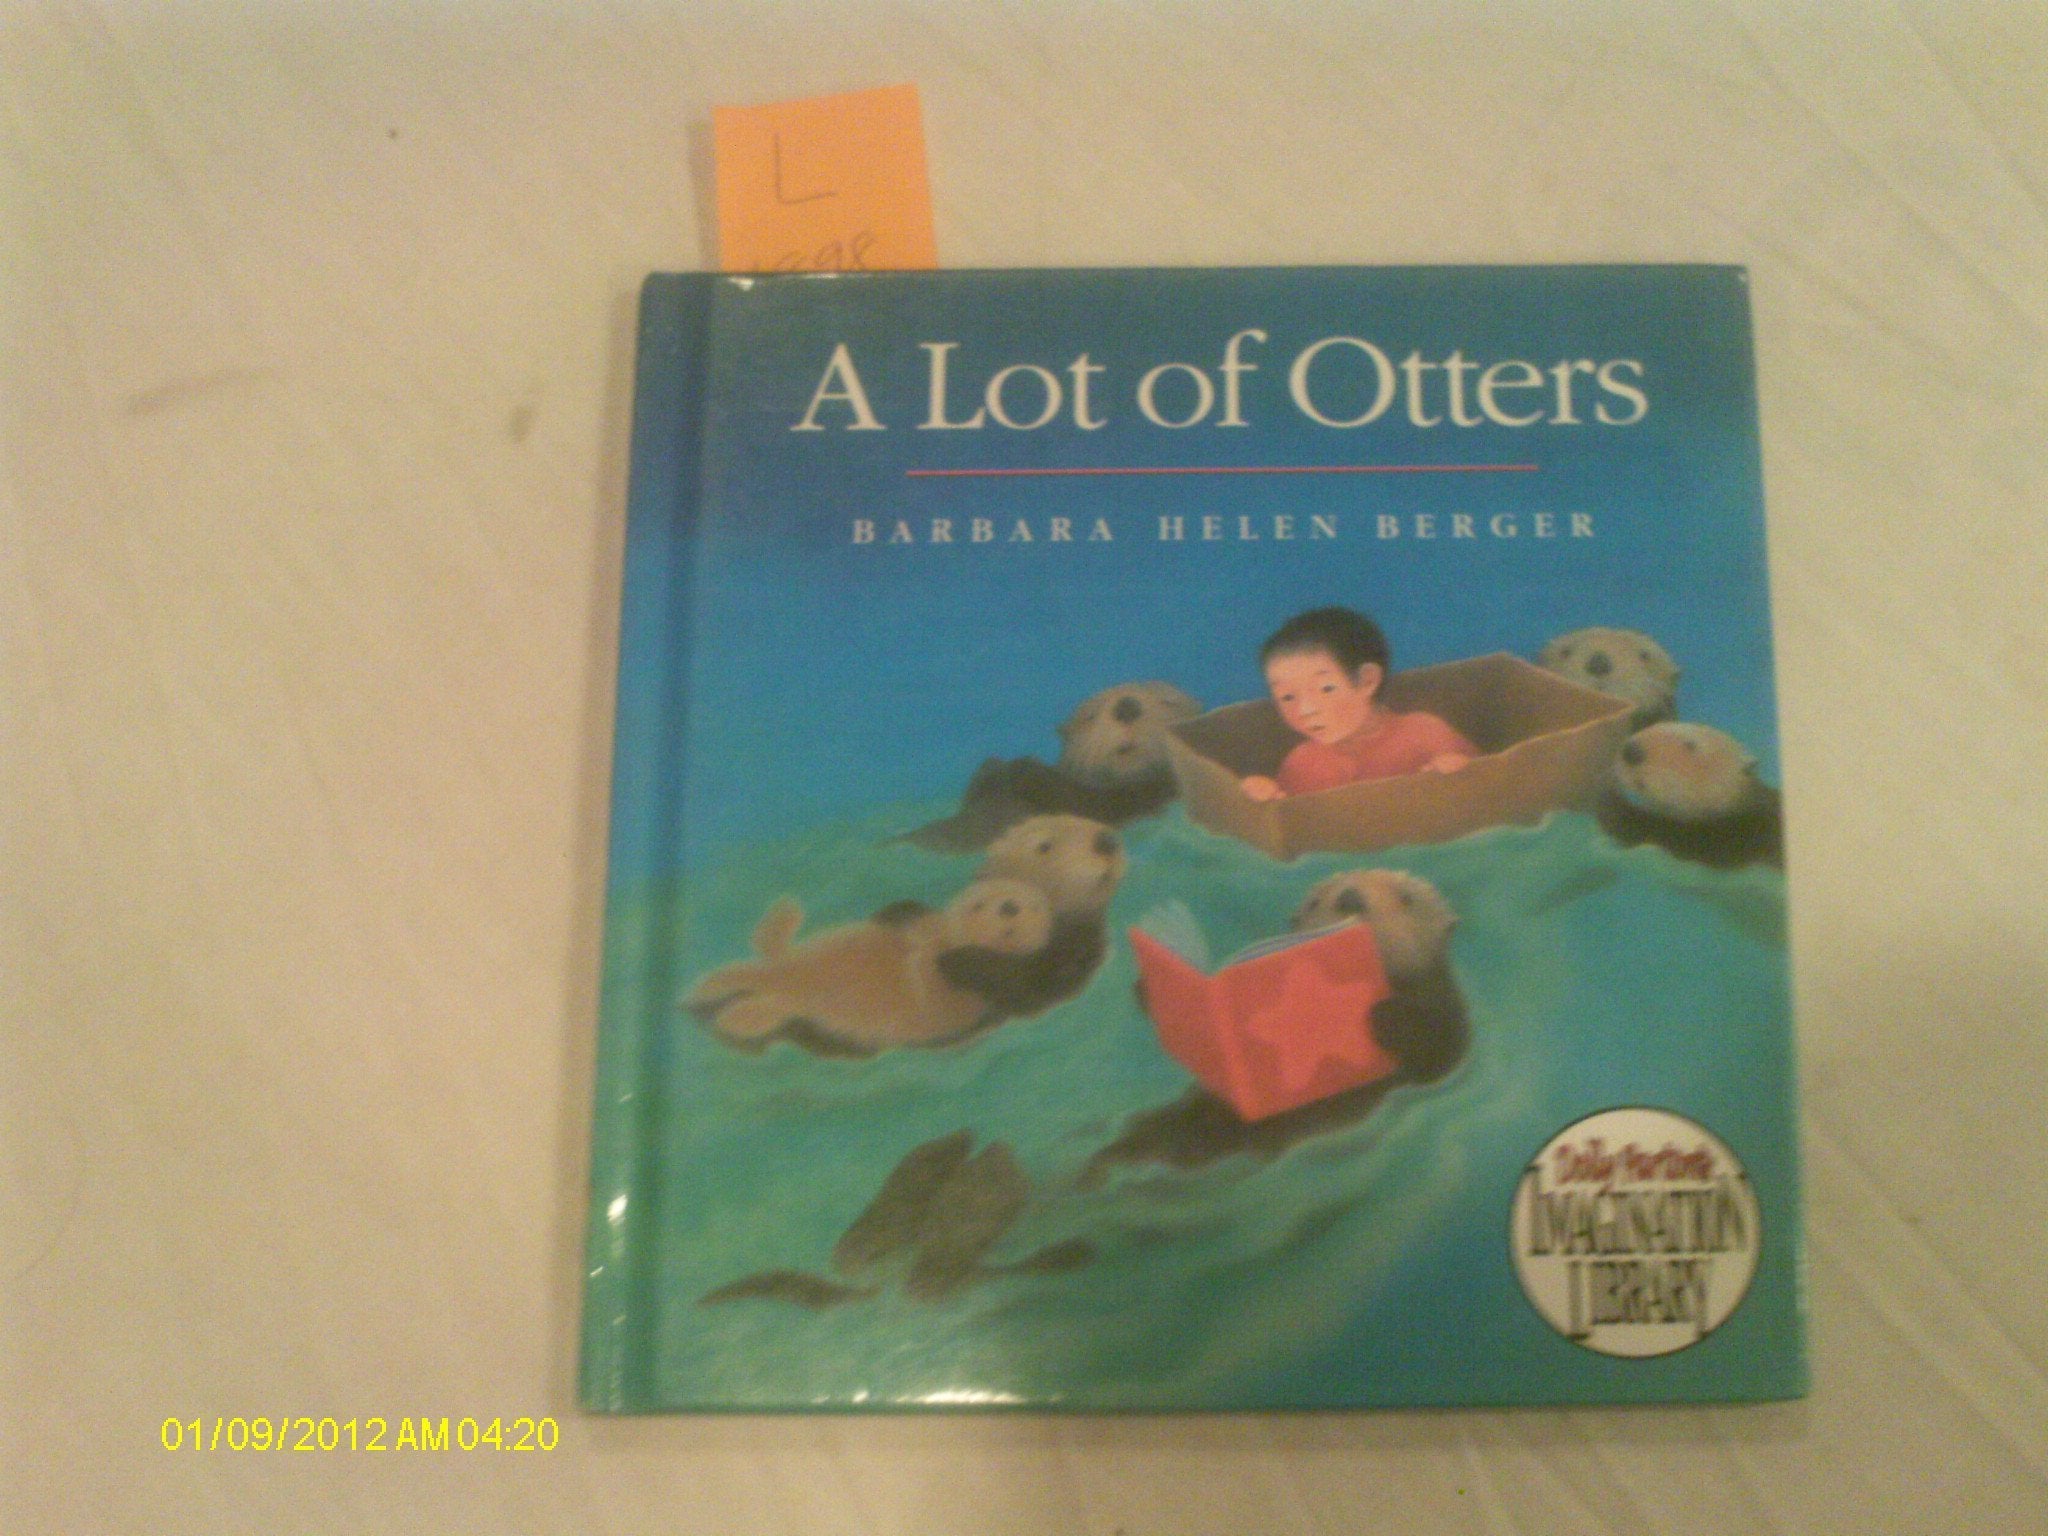 L
A Lot of Otters
BARBARA HELEN BERGER
Dolly Parton's
IMAGINATION
LIBRARY
01/09/2012 AM 04:20